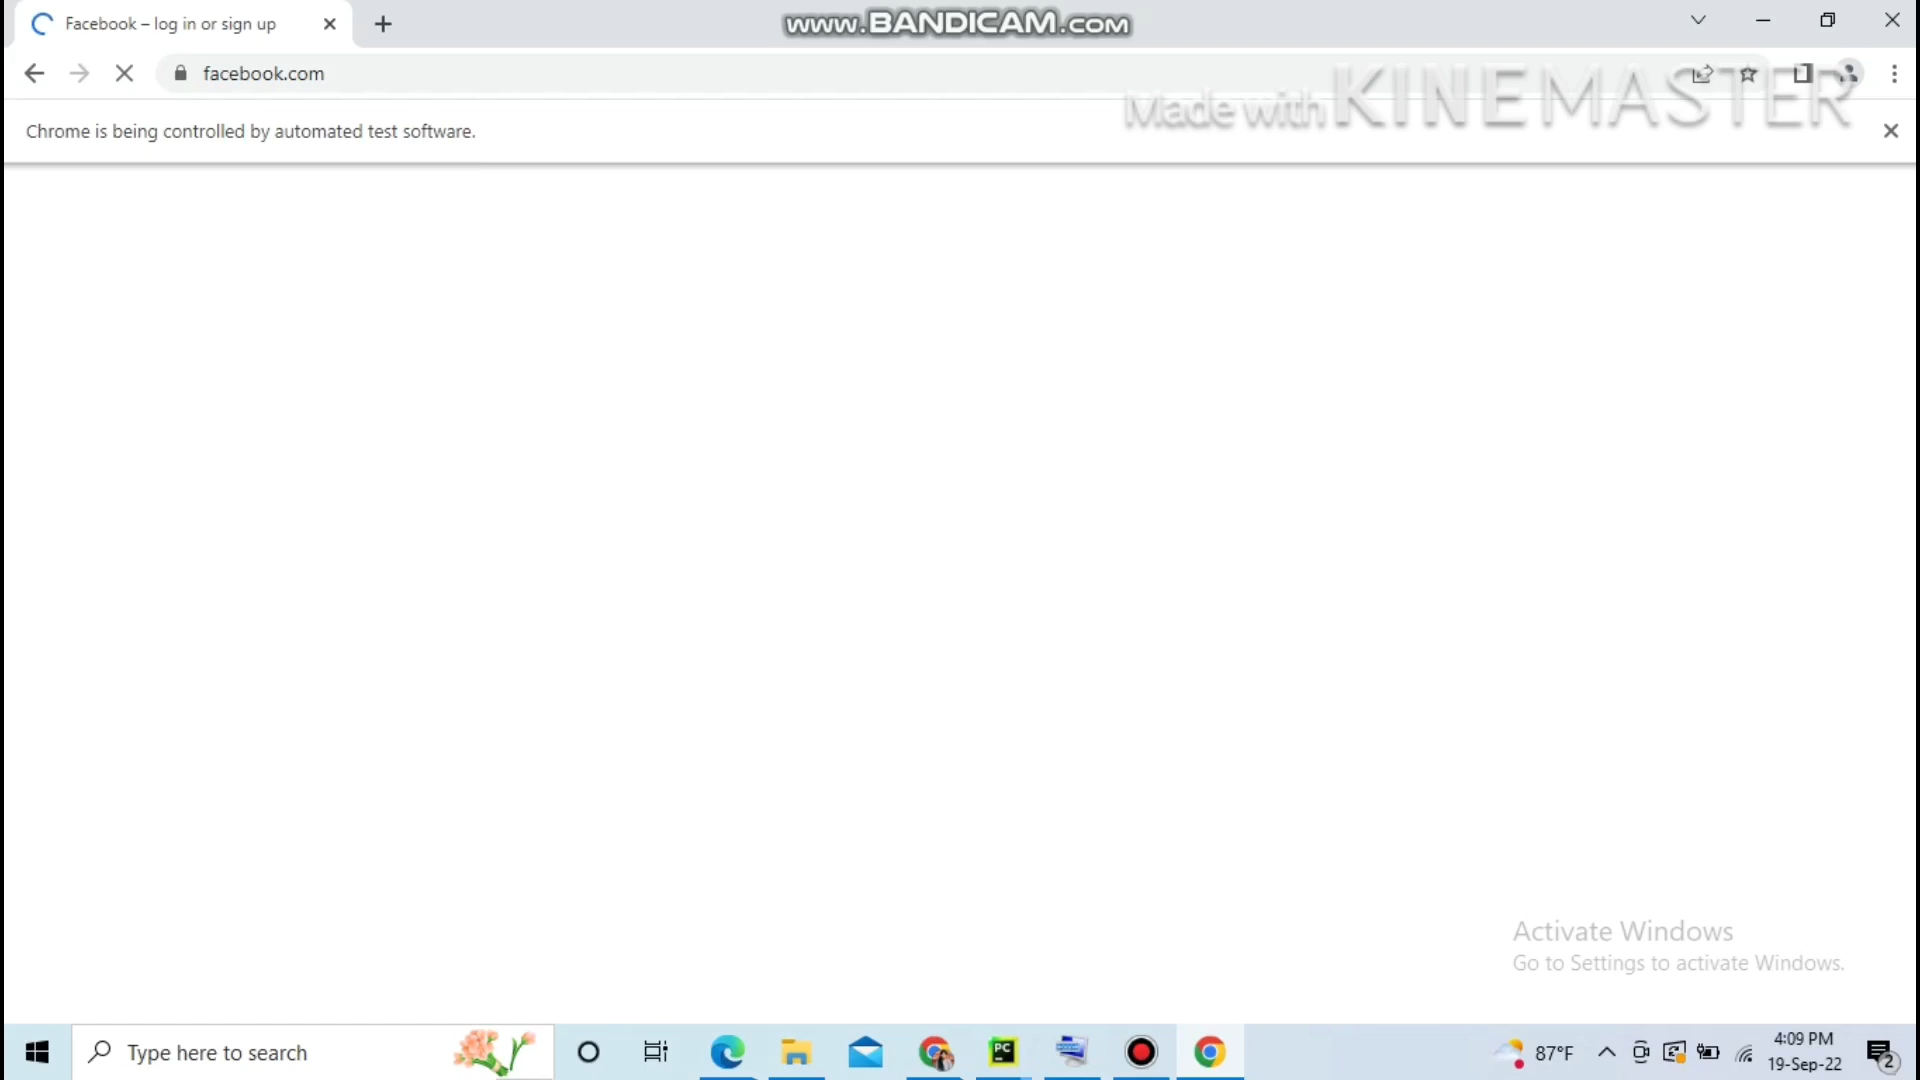 Facebook – log in or sign up
www.BANDICAM.com
facebook.com
Made with KINEMASTER
Chrome is being controlled by automated test software.
Activate Windows
Go to Settings to activate Windows.
Type here to search
PC
87°F
4:09 PM
19-Sep-22
2